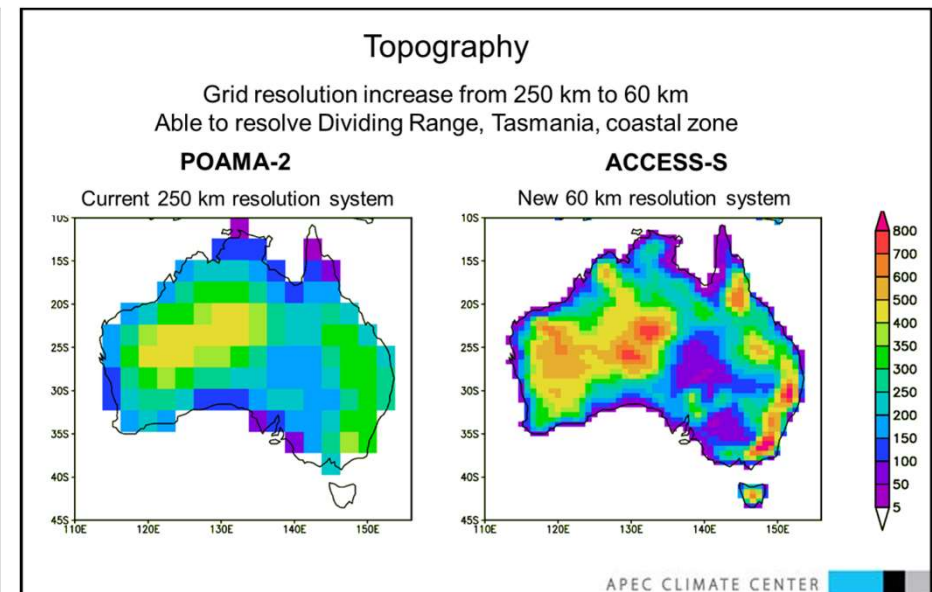 Topography
Grid resolution increase from 250 km to 60 km
Able to resolve Dividing Range, Tasmania, coastal zone
POAMA-2
Current 250 km resolution system
10S
15S
20S
25S
30S
35S
40S
45S
110E 120E 130E 140E 150E
ACCESS-S
New 60 km resolution system
10S
15S
20S
25S
30S
35S
40S
45S
110E 120E 130E 140E 150E
800
700
600
500
400
350
300
250
200
150
100
50
5
APEC CLIMATE CENTER